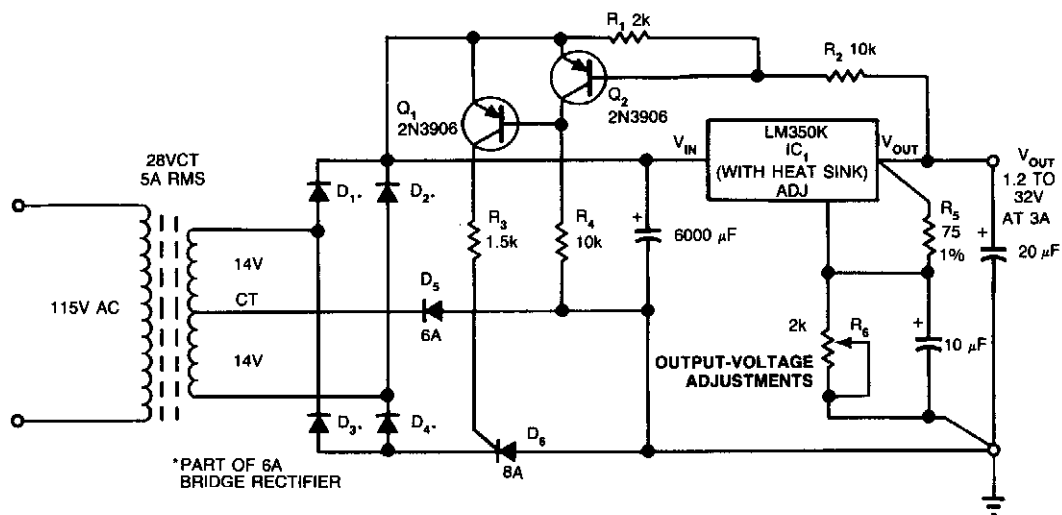 R1 2k
R2 10k
Q1
2N3906
Q2
2N3906
28VCT
5A RMS
115V AC
14V
CT
14V
D1*
D2*
D3*
D4*
*PART OF 6A
BRIDGE RECTIFIER
R3
1.5k
R4
10k
D5
6A
D6
8A
+
6000 µF
VIN
LM350K
IC1
(WITH HEAT SINK)
ADJ
VOUT
VOUT
1.2 TO
32V
AT 3A
R5
75
1%
+
20 µF
2k
R6
+
10 µF
OUTPUT-VOLTAGE
ADJUSTMENTS